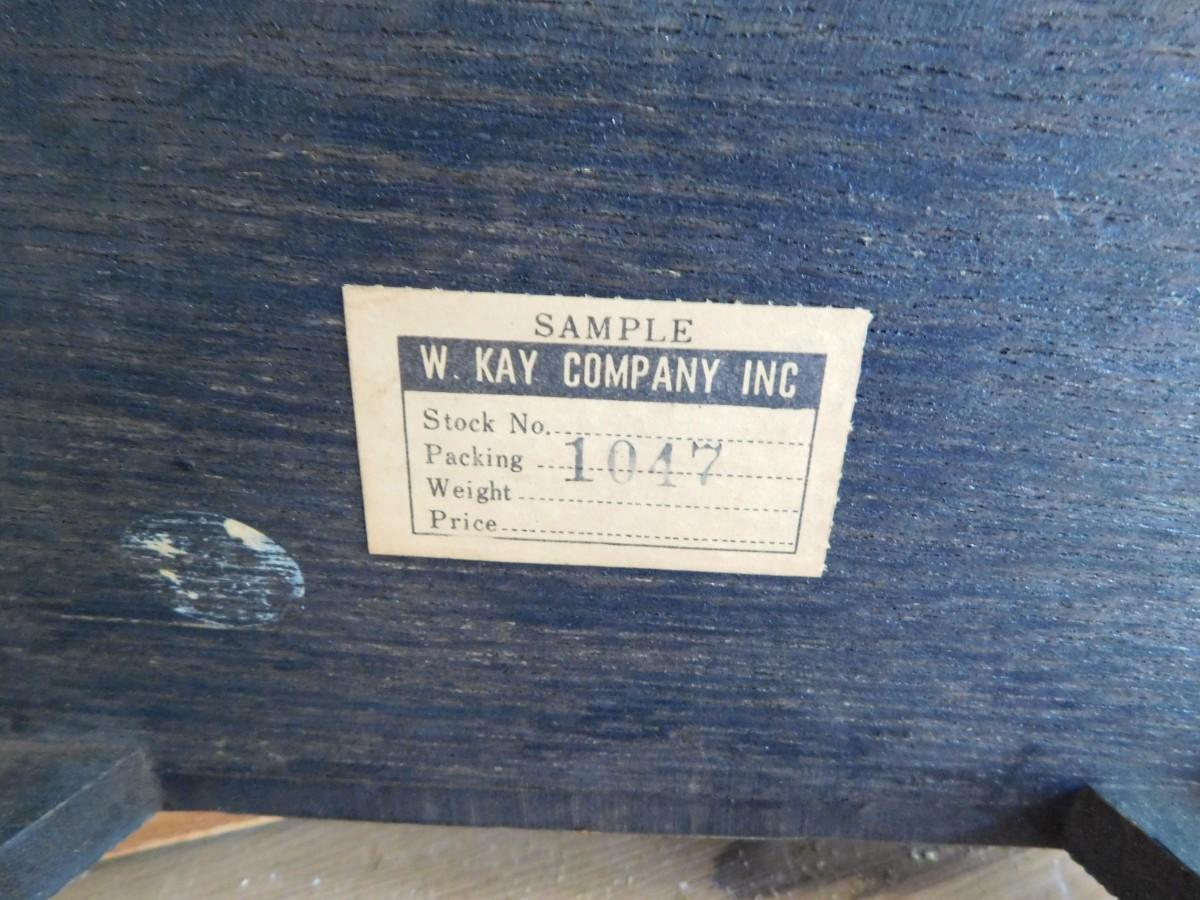 SAMPLE
W. KAY COMPANY INC
Stock No.
Packing 1047
Weight
Price